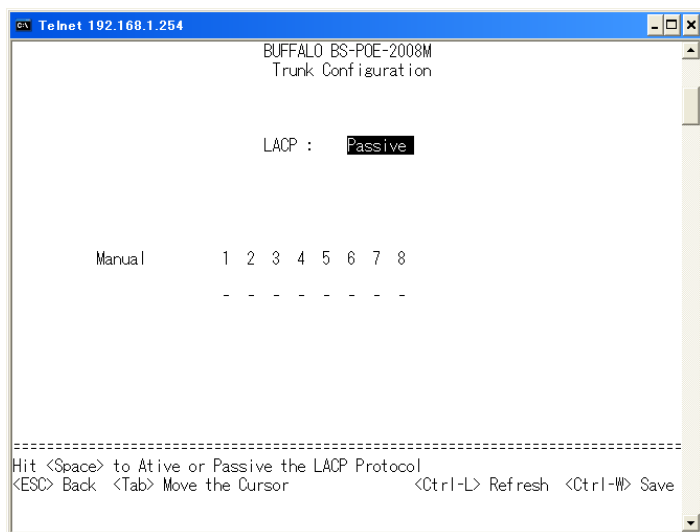 Telnet 192.168.1.254
BUFFALO BS-POE-2008M
Trunk Configuration
LACP : Passive
Manual 1 2 3 4 5 6 7 8
- - - - - - - -
================================================================================
Hit <Space> to Ative or Passive the LACP Protocol
<ESC> Back <Tab> Move the Cursor <Ctrl-L> Refresh <Ctrl-W> Save